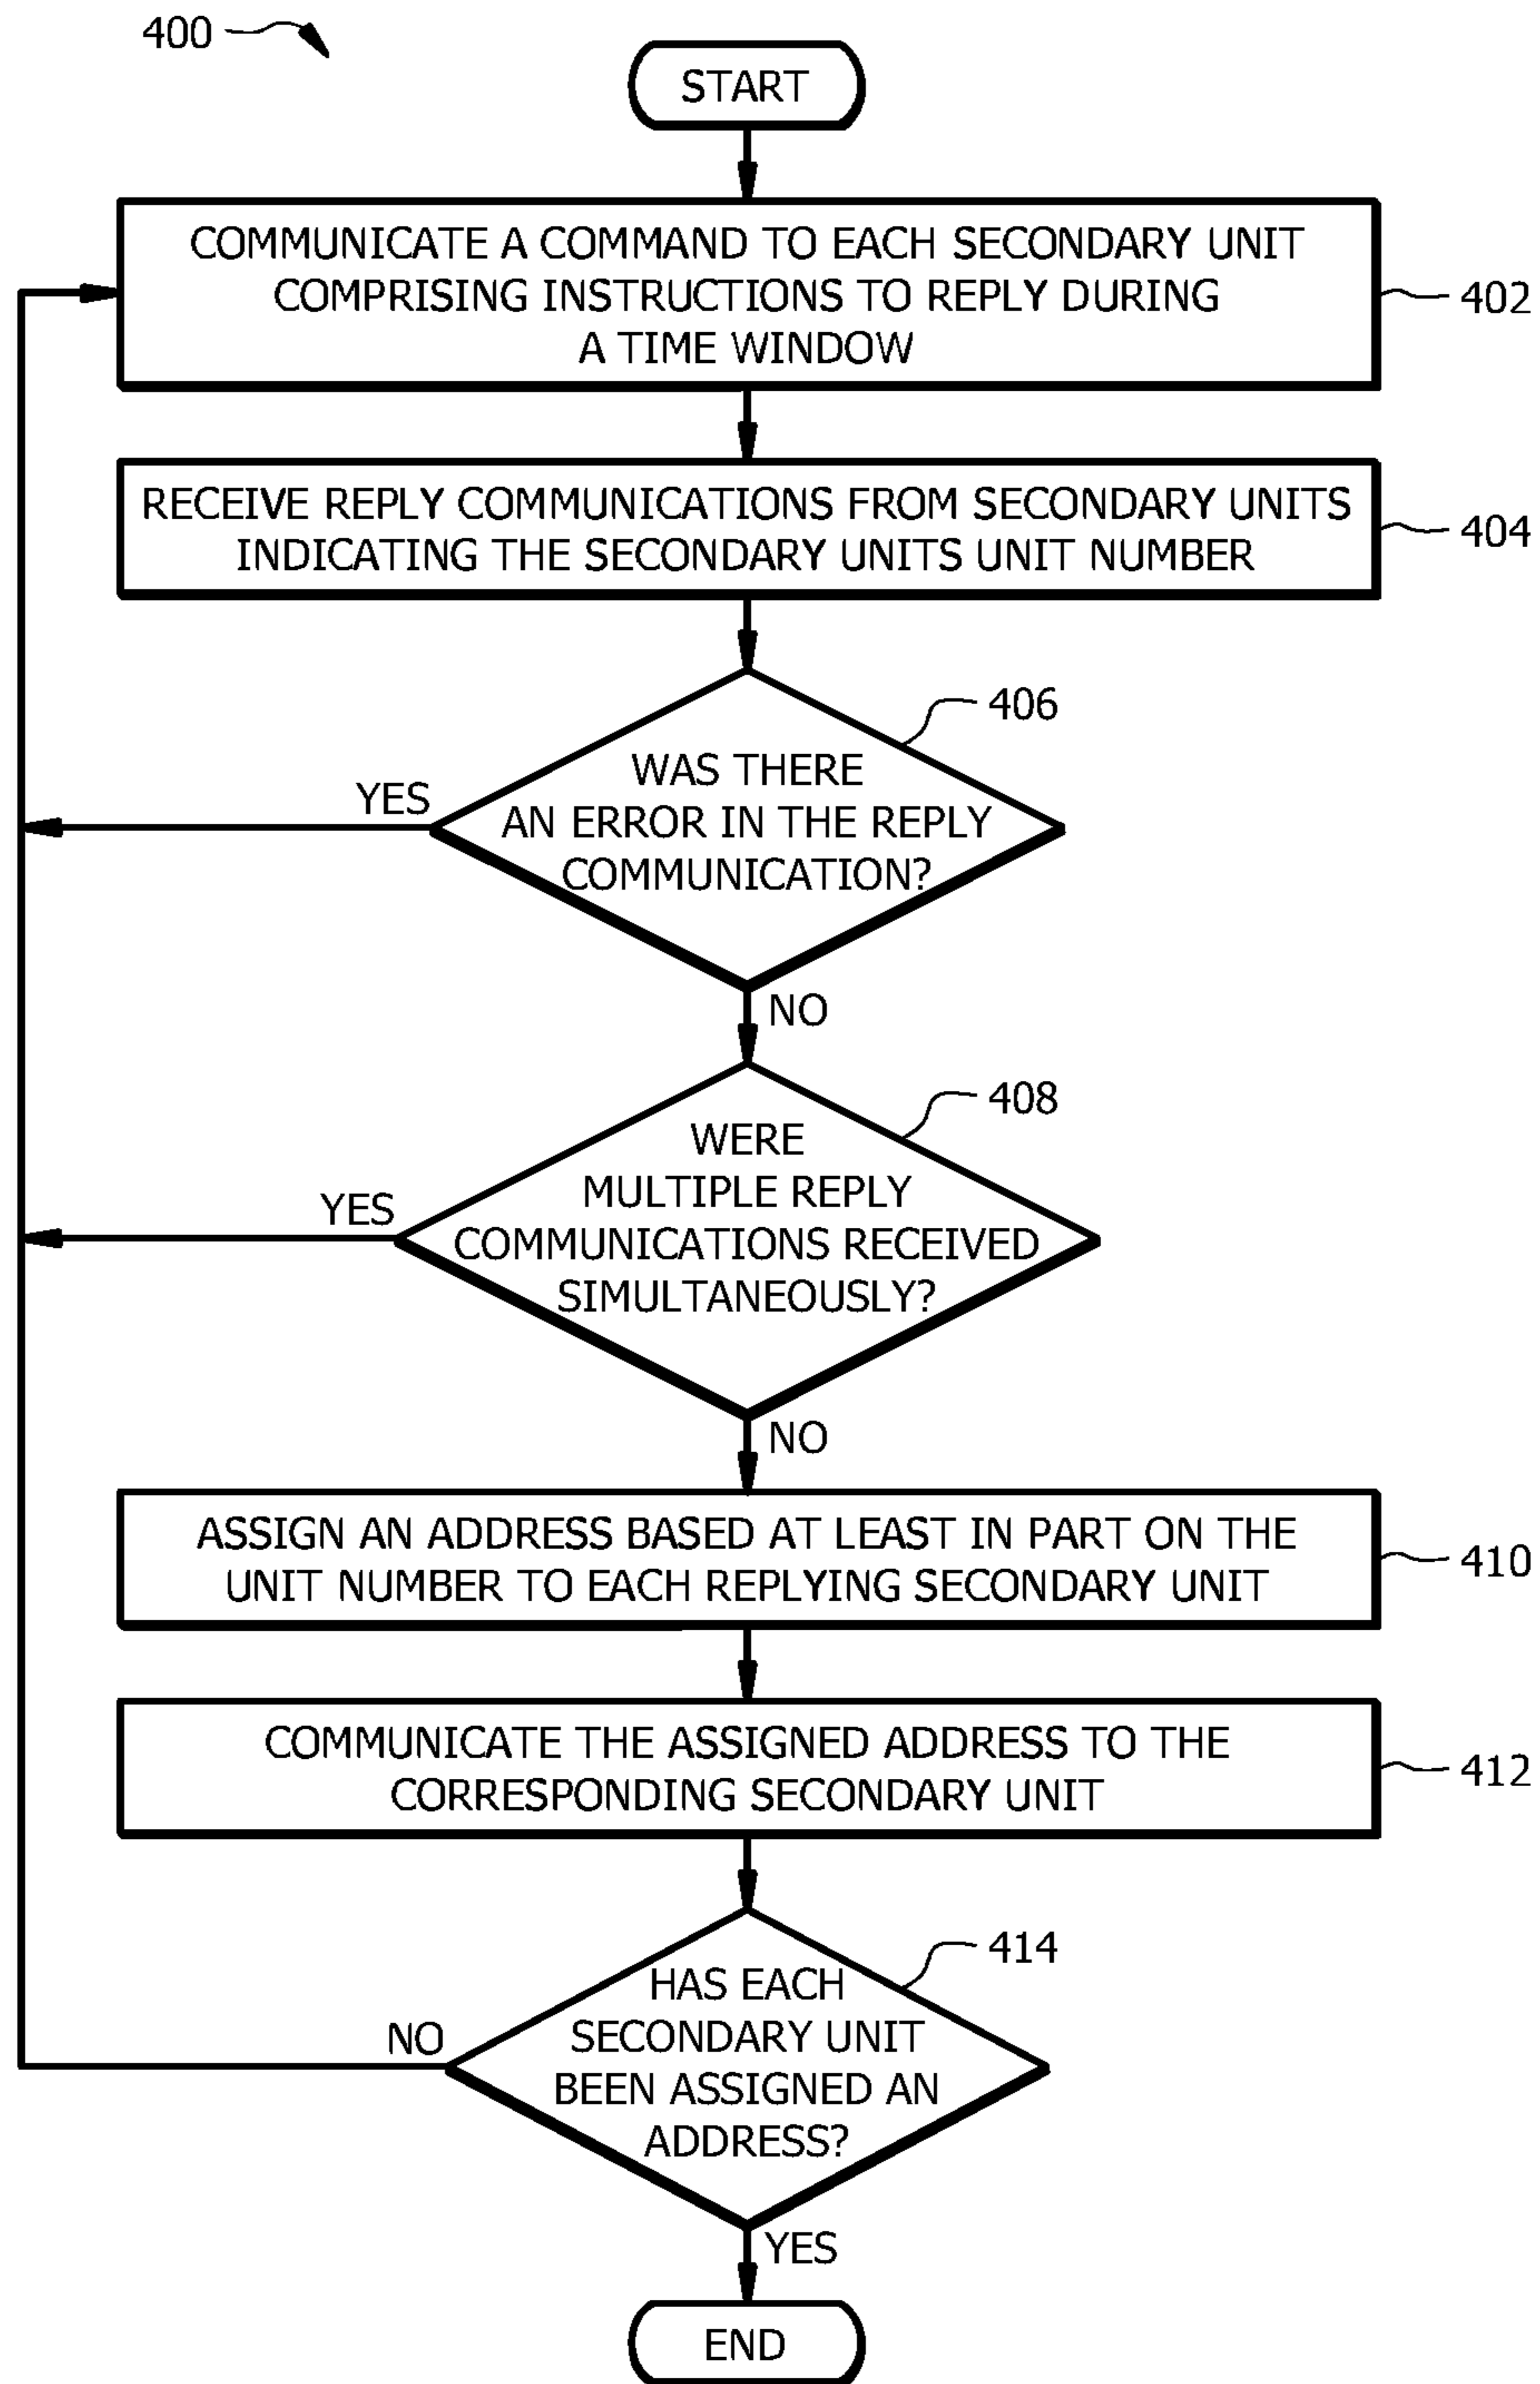 400
START
COMMUNICATE A COMMAND TO EACH SECONDARY UNIT
COMPRISING INSTRUCTIONS TO REPLY DURING
A TIME WINDOW
402
RECEIVE REPLY COMMUNICATIONS FROM SECONDARY UNITS
INDICATING THE SECONDARY UNITS UNIT NUMBER
404
406
WAS THERE
AN ERROR IN THE REPLY
COMMUNICATION?
YES
NO
408
WERE
MULTIPLE REPLY
COMMUNICATIONS RECEIVED
SIMULTANEOUSLY?
YES
NO
ASSIGN AN ADDRESS BASED AT LEAST IN PART ON THE
UNIT NUMBER TO EACH REPLYING SECONDARY UNIT
410
COMMUNICATE THE ASSIGNED ADDRESS TO THE
CORRESPONDING SECONDARY UNIT
412
414
HAS EACH
SECONDARY UNIT
BEEN ASSIGNED AN
ADDRESS?
NO
YES
END